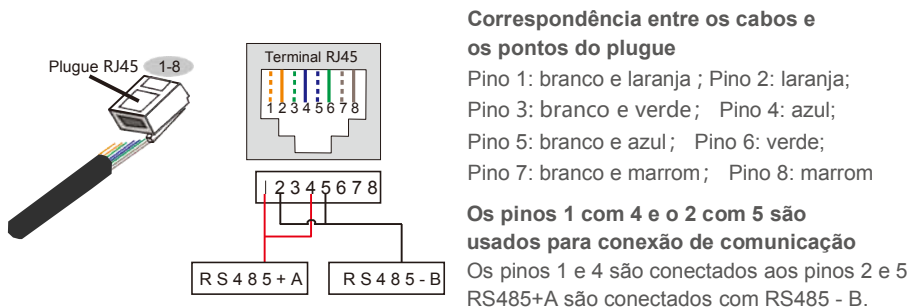 Plugue RJ45
1-8
Terminal RJ45
1 2 3 4 5 6 7 8
1 2 3 4 5 6 7 8
RS485+A
RS485-B
Correspondência entre os cabos e
os pontos do plugue
Pino 1: branco e laranja ; Pino 2: laranja;
Pino 3: branco e verde; Pino 4: azul;
Pino 5: branco e azul; Pino 6: verde;
Pino 7: branco e marrom; Pino 8: marrom
Os pinos 1 com 4 e o 2 com 5 são
usados para conexão de comunicação
Os pinos 1 e 4 são conectados aos pinos 2 e 5
RS485+A são conectados com RS485 - B.